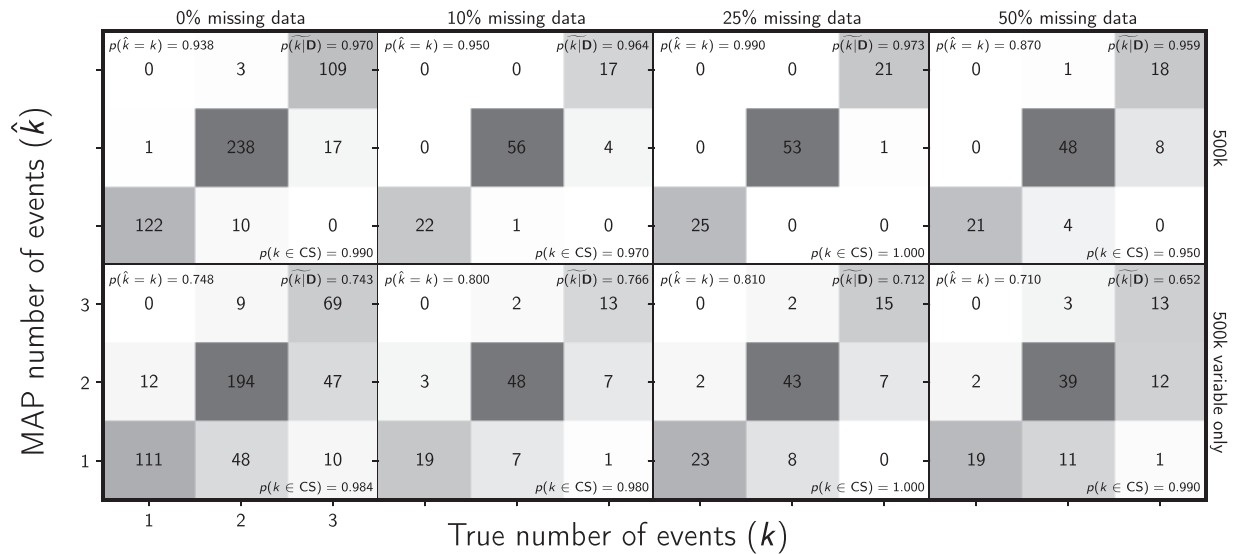 0% missing data 10% missing data 25% missing data 50% missing data
p(k̂ = k) = 0.938 p(k|D) = 0.970 p(k̂ = k) = 0.950 p(k|D) = 0.964 p(k̂ = k) = 0.990 p(k|D) = 0.973 p(k̂ = k) = 0.870 p(k|D) = 0.959
0 3 109 0 0 17 0 0 21 0 1 18
1 238 17 0 56 4 0 53 1 0 48 8
122 10 0 22 1 0 25 0 0 21 4 0
p(k ∈ CS) = 0.990 p(k ∈ CS) = 0.970 p(k ∈ CS) = 1.000 p(k ∈ CS) = 0.950
500k
p(k̂ = k) = 0.748 p(k|D) = 0.743 p(k̂ = k) = 0.800 p(k|D) = 0.766 p(k̂ = k) = 0.810 p(k|D) = 0.712 p(k̂ = k) = 0.710 p(k|D) = 0.652
3 0 9 69 0 2 13 0 2 15 0 3 13
2 12 194 47 3 48 7 2 43 7 2 39 12
1 111 48 10 19 7 1 23 8 0 19 11 1
p(k ∈ CS) = 0.984 p(k ∈ CS) = 0.980 p(k ∈ CS) = 1.000 p(k ∈ CS) = 0.990
500k variable only
1 2 3
MAP number of events (k̂)
True number of events (k)